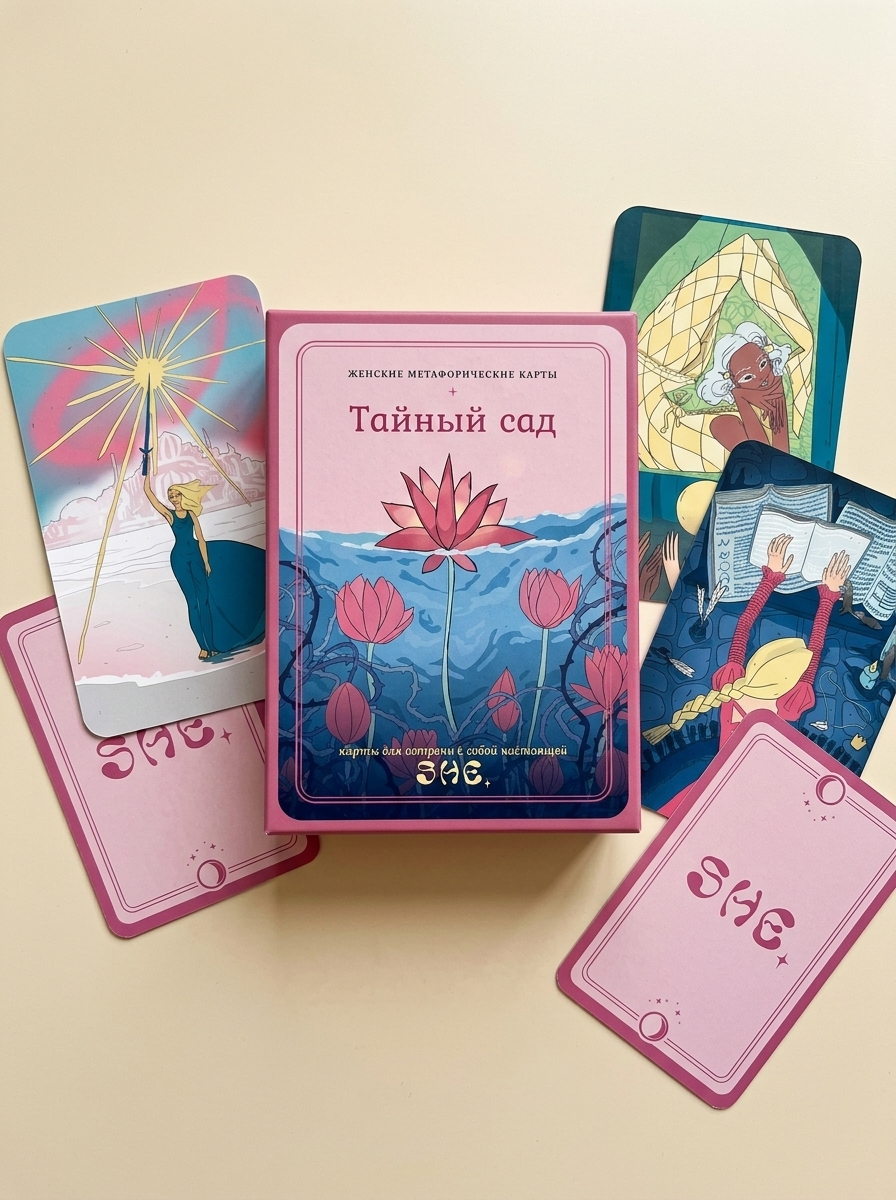 ЖЕНСКИЕ МЕТАФОРИЧЕСКИЕ КАРТЫ
Тайный сад
карты для встречи с собой настоящей
SHE
SHE
SHE